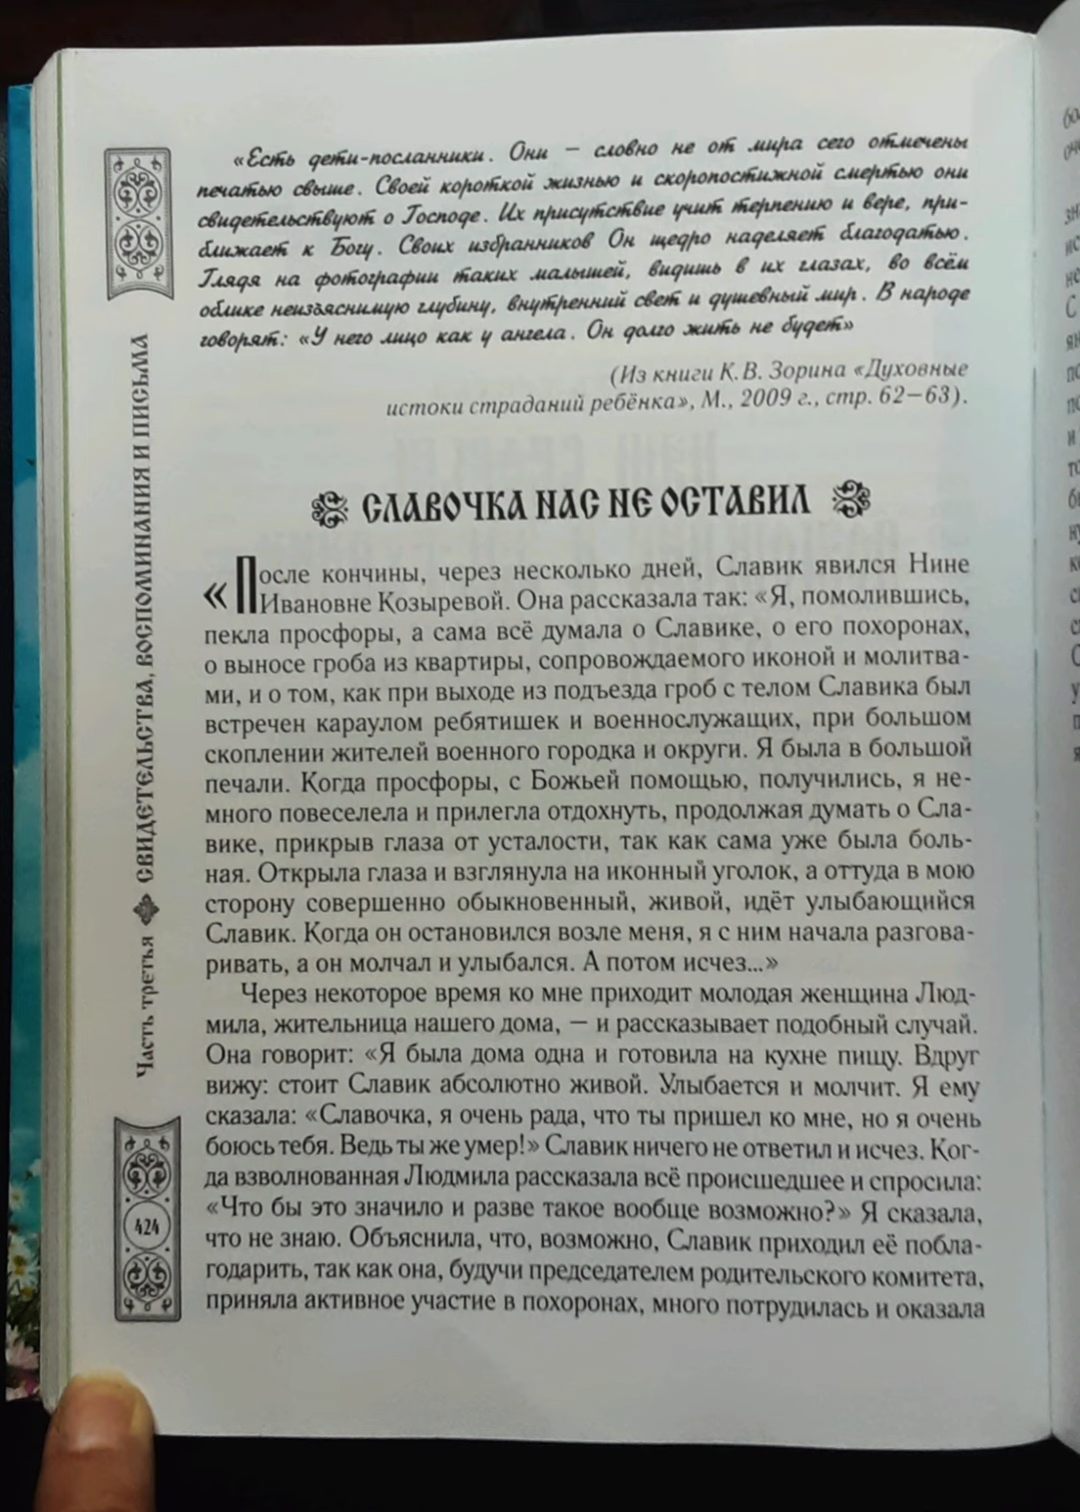 «Есть дети-посланники. Они — словно не от мира сего отмечены
печатью свыше. Своей короткой жизнью и скоропостижной смертью они
свидетельствуют о Господе. Их присутствие учит терпению и вере, при-
ближает к Богу. Своих избранников Он щедро наделяет благодатью.
Глядя на фотографии таких малышей, видишь в их глазах, во всём
облике неизъяснимую глубину, внутренний свет и душевный мир. В народе
говорят: «У него лицо как у ангела. Он долго жить не будет»
(Из книги К. В. Зорина «Духовные
истоки страданий ребёнка», М., 2009 г., стр. 62–63).
СЛАВОЧКА НАС НЕ ОСТАВИЛ
«После кончины, через несколько дней, Славик явился Нине
Ивановне Козыревой. Она рассказала так: «Я, помолившись,
пекла просфоры, а сама всё думала о Славике, о его похоронах,
о выносе гроба из квартиры, сопровождаемого иконой и молитва-
ми, и о том, как при выходе из подъезда гроб с телом Славика был
встречен караулом ребятишек и военнослужащих, при большом
скоплении жителей военного городка и округи. Я была в большой
печали. Когда просфоры, с Божьей помощью, получились, я не-
много повеселела и прилегла отдохнуть, продолжая думать о Сла-
вике, прикрыв глаза от усталости, так как сама уже была боль-
ная. Открыла глаза и взглянула на иконный уголок, а оттуда в мою
сторону совершенно обыкновенный, живой, идёт улыбающийся
Славик. Когда он остановился возле меня, я с ним начала разгова-
ривать, а он молчал и улыбался. А потом исчез...»
Через некоторое время ко мне приходит молодая женщина Люд-
мила, жительница нашего дома, — и рассказывает подобный случай.
Она говорит: «Я была дома одна и готовила на кухне пищу. Вдруг
вижу: стоит Славик абсолютно живой. Улыбается и молчит. Я ему
сказала: «Славочка, я очень рада, что ты пришел ко мне, но я очень
боюсь тебя. Ведь ты же умер!» Славик ничего не ответил и исчез. Ког-
да взволнованная Людмила рассказала всё происшедшее и спросила:
«Что бы это значило и разве такое вообще возможно?» Я сказала,
что не знаю. Объяснила, что, возможно, Славик приходил её побла-
годарить, так как она, будучи председателем родительского комитета,
приняла активное участие в похоронах, много потрудилась и оказала
Часть третья СВИДЕТЕЛЬСТВА, ВОСПОМИНАНИЯ И ПИСЬМА
424